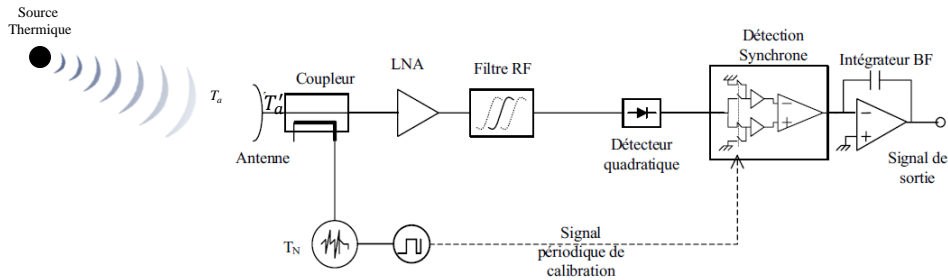 Source
Thermique
Tₐ
T'ₐ
Coupleur
Antenne
LNA
Filtre RF
Détecteur
quadratique
Détection
Synchrone
Intégrateur BF
Signal de
sortie
T_N
Signal
périodique de
calibration